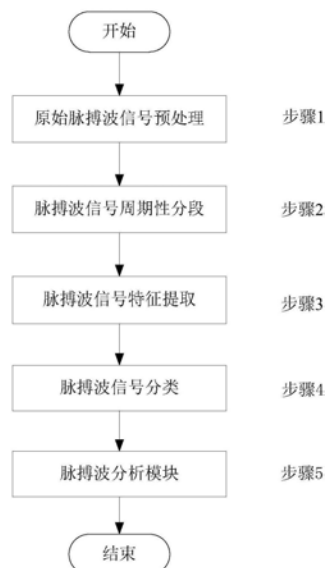 开始
原始脉搏波信号预处理 步骤1
脉搏波信号周期性分段 步骤2
脉搏波信号特征提取 步骤3
脉搏波信号分类 步骤4
脉搏波分析模块 步骤5
结束